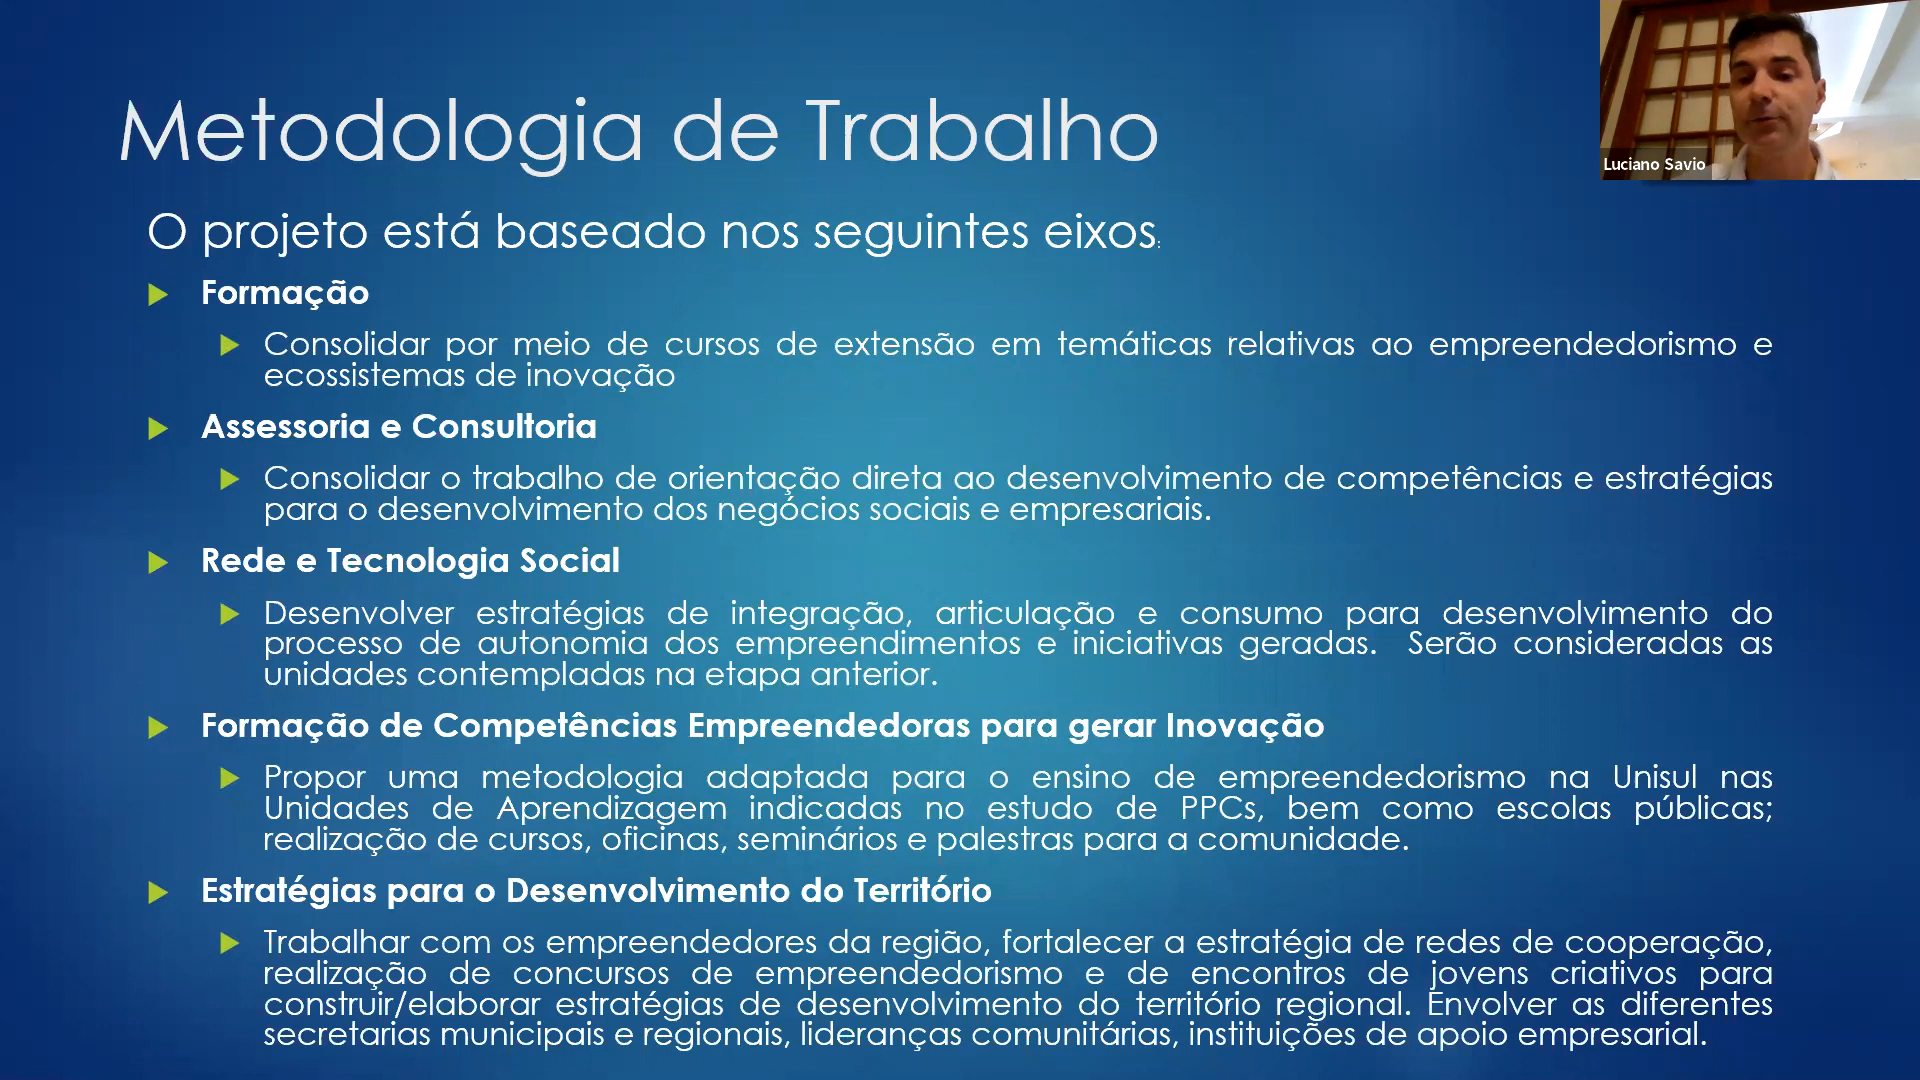 Metodologia de Trabalho
Luciano Savio
O projeto está baseado nos seguintes eixos:
Formação
Consolidar por meio de cursos de extensão em temáticas relativas ao empreendedorismo e
ecossistemas de inovação
Assessoria e Consultoria
Consolidar o trabalho de orientação direta ao desenvolvimento de competências e estratégias
para o desenvolvimento dos negócios sociais e empresariais.
Rede e Tecnologia Social
Desenvolver estratégias de integração, articulação e consumo para desenvolvimento do
processo de autonomia dos empreendimentos e iniciativas geradas. Serão consideradas as
unidades contempladas na etapa anterior.
Formação de Competências Empreendedoras para gerar Inovação
Propor uma metodologia adaptada para o ensino de empreendedorismo na Unisul nas
Unidades de Aprendizagem indicadas no estudo de PPCs, bem como escolas públicas;
realização de cursos, oficinas, seminários e palestras para a comunidade.
Estratégias para o Desenvolvimento do Território
Trabalhar com os empreendedores da região, fortalecer a estratégia de redes de cooperação,
realização de concursos de empreendedorismo e de encontros de jovens criativos para
construir/elaborar estratégias de desenvolvimento do território regional. Envolver as diferentes
secretarias municipais e regionais, lideranças comunitárias, instituições de apoio empresarial.